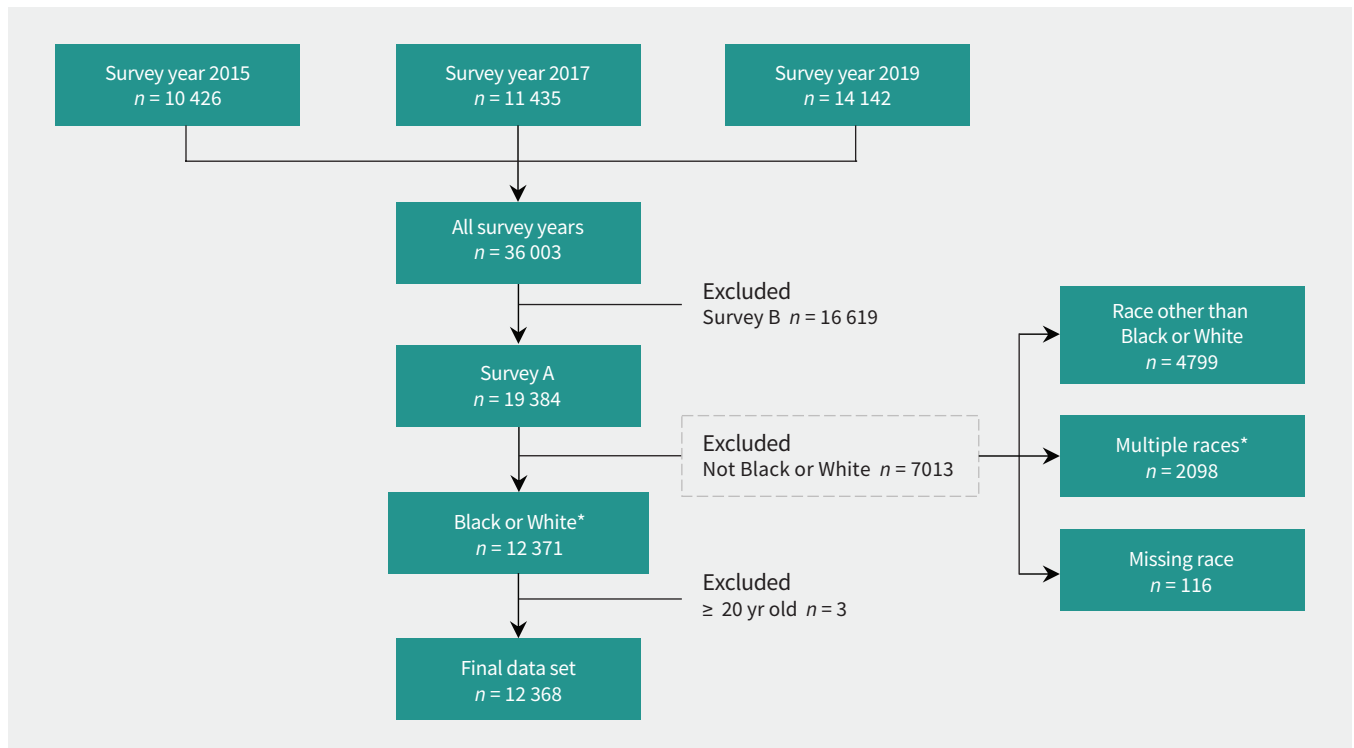 Survey year 2015
n = 10 426
Survey year 2017
n = 11 435
Survey year 2019
n = 14 142
All survey years
n = 36 003
Excluded
Survey B n = 16 619
Survey A
n = 19 384
Excluded
Not Black or White n = 7013
Race other than
Black or White
n = 4799
Multiple races*
n = 2098
Missing race
n = 116
Black or White*
n = 12 371
Excluded
≥ 20 yr old n = 3
Final data set
n = 12 368